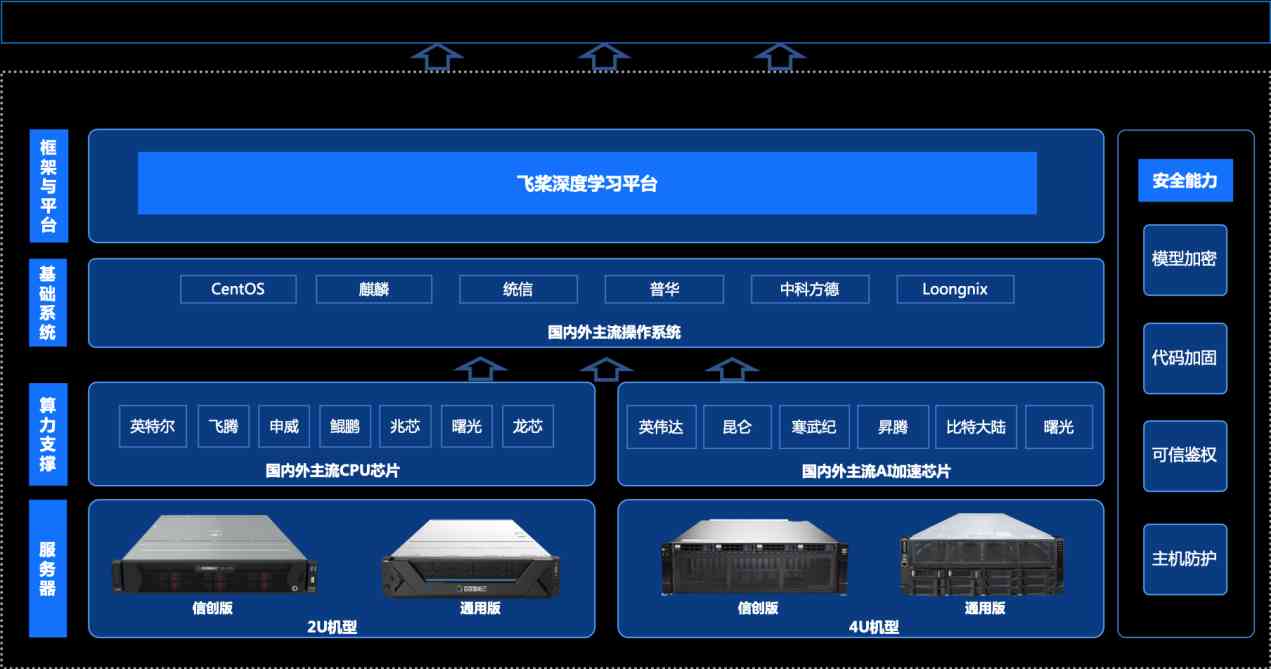 框架与平台
飞桨深度学习平台
基础系统
CentOS
麒麟
统信
普华
中科方德
Loongnix
国内外主流操作系统
算力支撑
英特尔
飞腾
申威
鲲鹏
兆芯
曙光
龙芯
国内外主流CPU芯片
英伟达
昆仑
寒武纪
昇腾
比特大陆
曙光
国内外主流AI加速芯片
服务器
信创版
通用版
2U机型
信创版
通用版
4U机型
安全能力
模型加密
代码加固
可信鉴权
主机防护